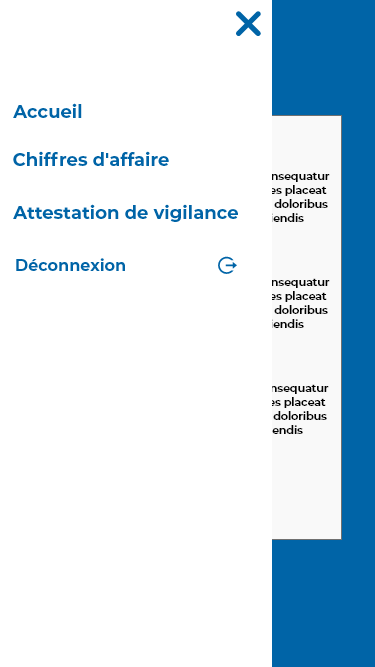 Accueil
Chiffres d'affaire
Attestation de vigilance
Déconnexion
nsequatur
es placeat
doloribus
iendis
nsequatur
es placeat
doloribus
iendis
nsequatur
es placeat
doloribus
endis